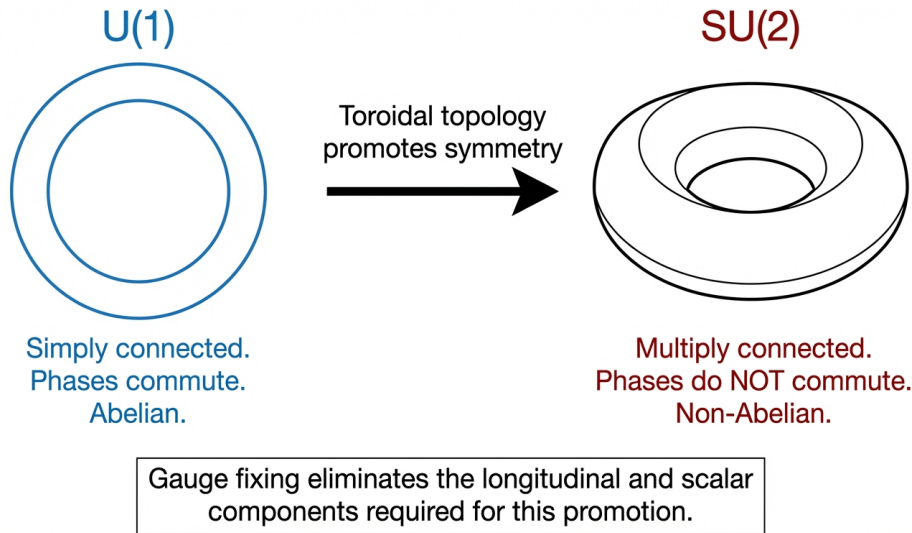 U(1)
SU(2)
Toroidal topology
promotes symmetry
Simply connected.
Phases commute.
Abelian.
Multiply connected.
Phases do NOT commute.
Non-Abelian.
Gauge fixing eliminates the longitudinal and scalar
components required for this promotion.